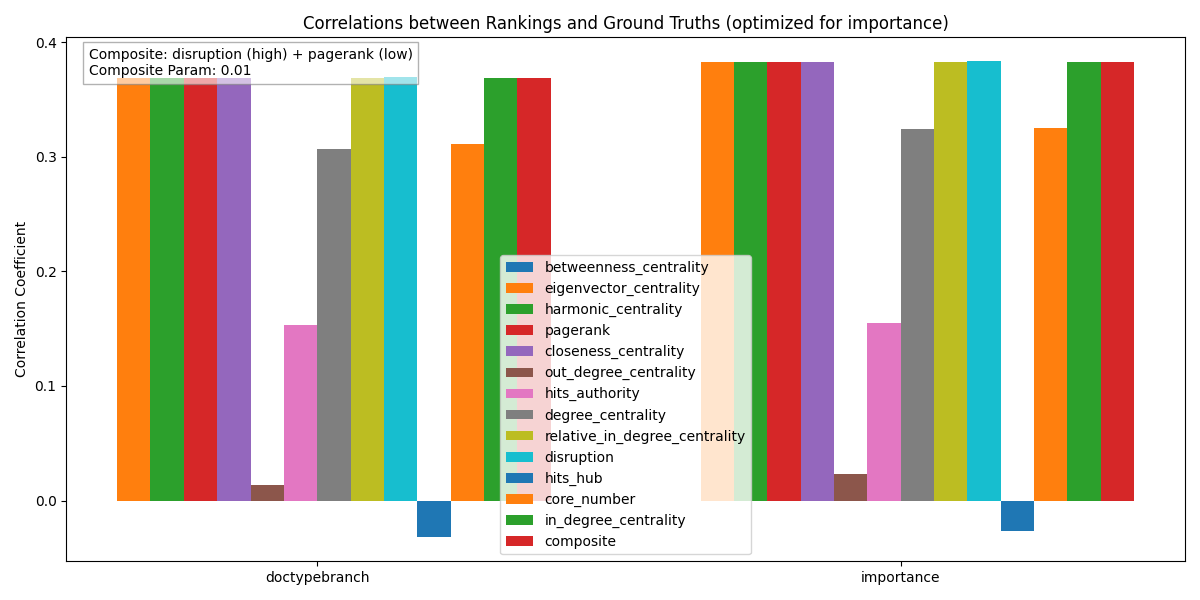 Correlations between Rankings and Ground Truths (optimized for importance)
Composite: disruption (high) + pagerank (low)
Composite Param: 0.01
Correlation Coefficient
0.4
0.3
0.2
0.1
0.0
betweenness_centrality
eigenvector_centrality
harmonic_centrality
pagerank
closeness_centrality
out_degree_centrality
hits_authority
degree_centrality
relative_in_degree_centrality
disruption
hits_hub
core_number
in_degree_centrality
composite
doctypebranch
importance